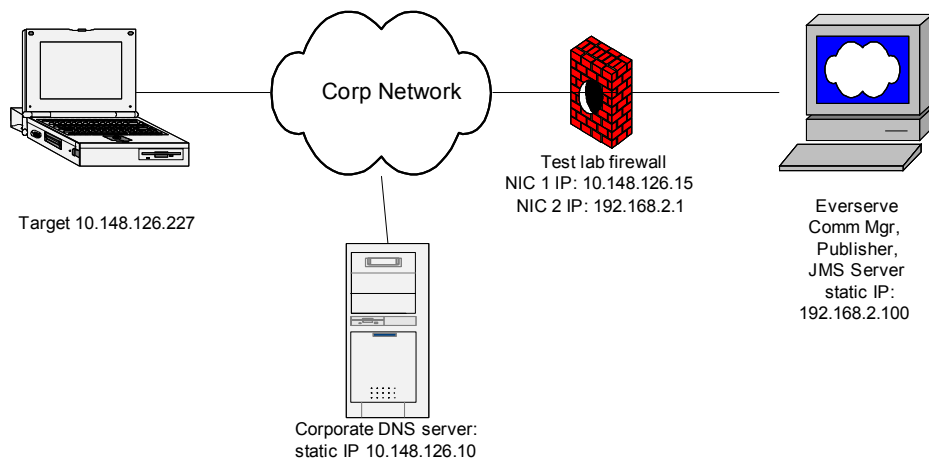 Corp Network
Test lab firewall
NIC 1 IP: 10.148.126.15
NIC 2 IP: 192.168.2.1
Target 10.148.126.227
Everserve
Comm Mgr,
Publisher,
JMS Server
static IP:
192.168.2.100
Corporate DNS server:
static IP 10.148.126.10